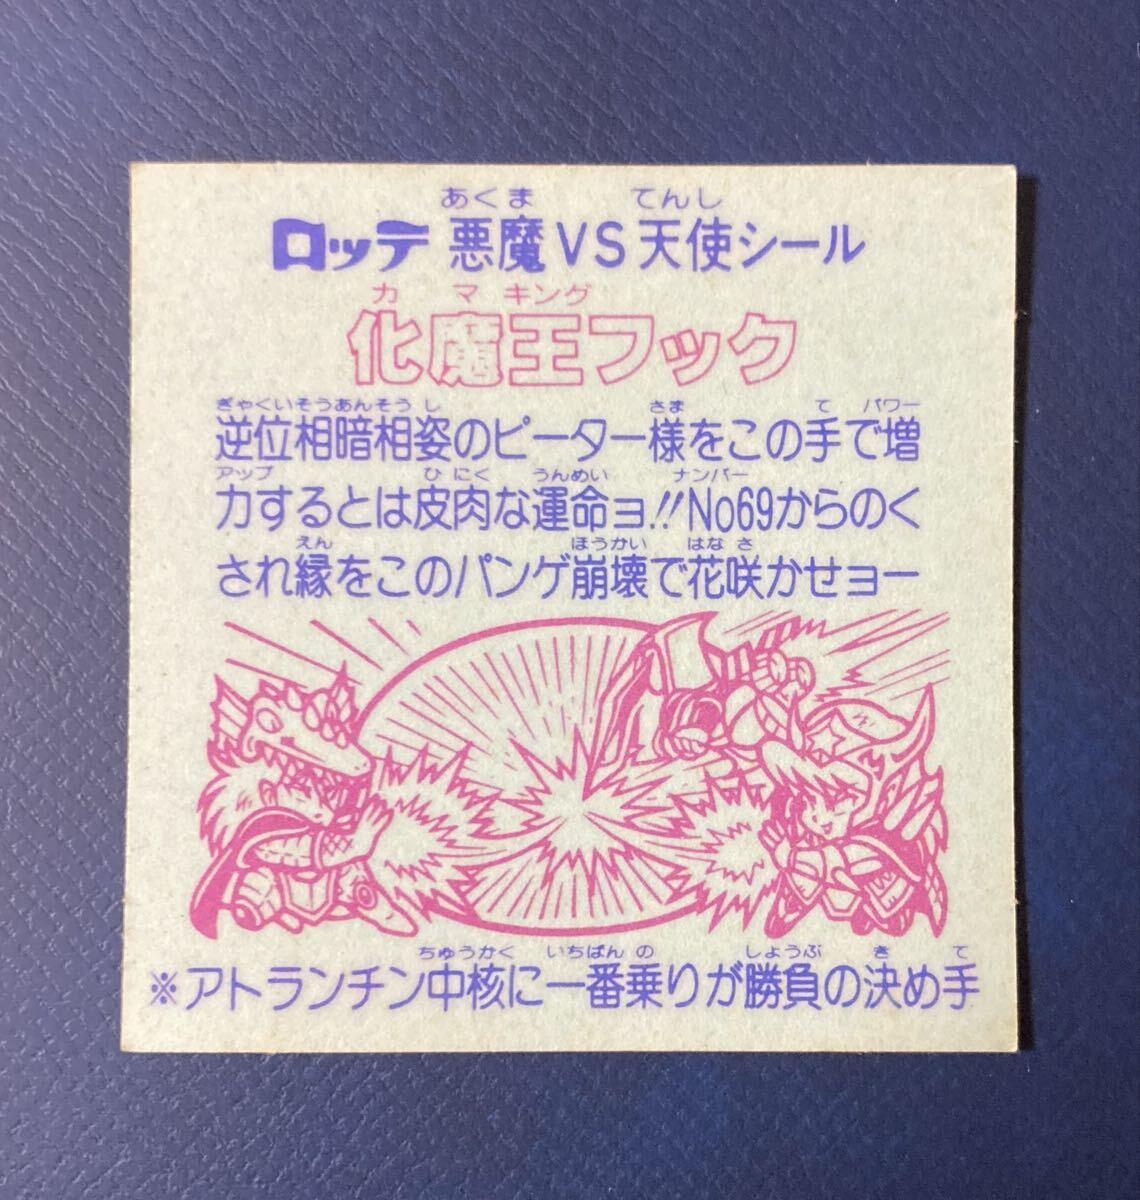 あくま てんし
ロッテ 悪魔VS天使シール
カ マ キング
化魔王フック
ぎゃくいそうあんそうし さま て パワー
逆位相暗相姿のピーター様をこの手で増
アップ ひにく うんめい ナンバー
力するとは皮肉な運命ョ!!No69からのく
えん ほうかい はな さ
され縁をこのパンゲ崩壊で花咲かせョー
ちゅうかく いちばん の しょうぶ き て
※アトランチン中核に一番乗りが勝負の決め手